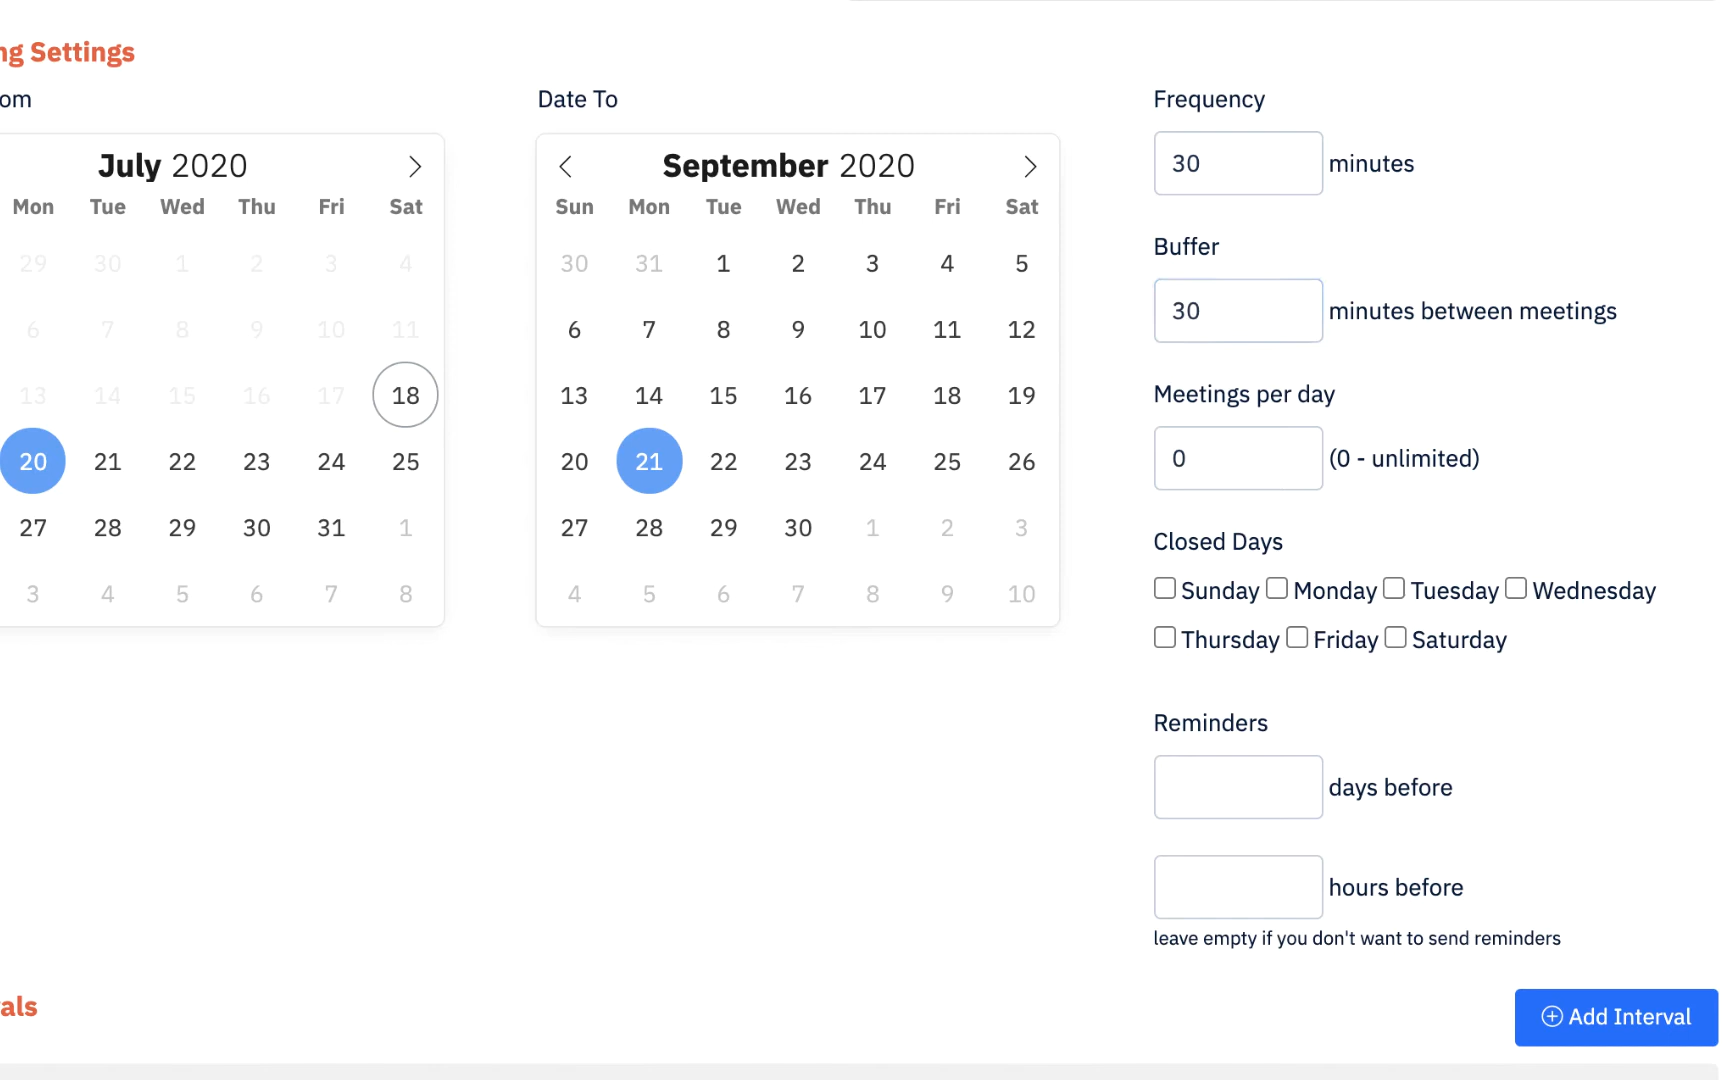 ng Settings
om
July 2020
Mon Tue Wed Thu Fri Sat
29 30 1 2 3 4
6 7 8 9 10 11
13 14 15 16 17 18
20 21 22 23 24 25
27 28 29 30 31 1
3 4 5 6 7 8
Date To
September 2020
Sun Mon Tue Wed Thu Fri Sat
30 31 1 2 3 4 5
6 7 8 9 10 11 12
13 14 15 16 17 18 19
20 21 22 23 24 25 26
27 28 29 30 1 2 3
4 5 6 7 8 9 10
Frequency
30 minutes
Buffer
30 minutes between meetings
Meetings per day
0 (0 - unlimited)
Closed Days
Sunday Monday Tuesday Wednesday
Thursday Friday Saturday
Reminders
days before
hours before
leave empty if you don't want to send reminders
als
Add Interval